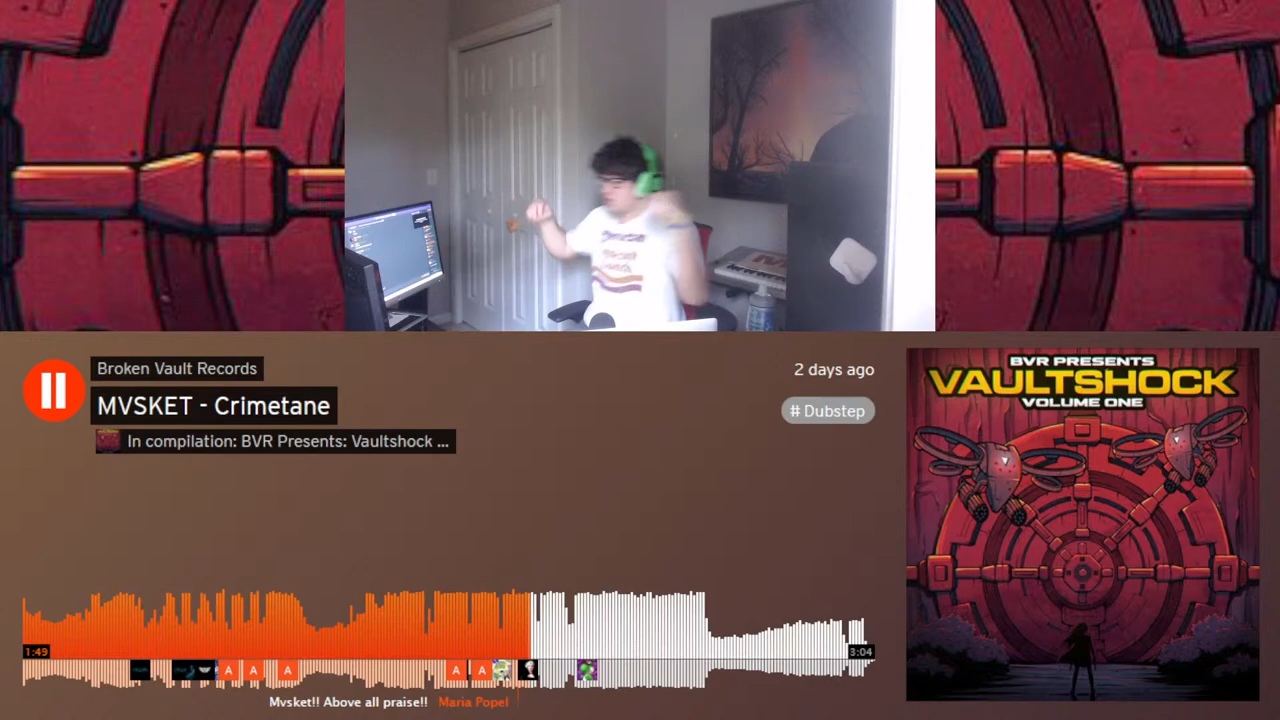 Broken Vault Records
2 days ago
MVSKET - Crimetane
# Dubstep
In compilation: BVR Presents: Vaultshock ...
BVR PRESENTS
VAULTSHOCK
VOLUME ONE
1:49
3:04
A A A A A
Mvsket!! Above all praise!! Maria Popel